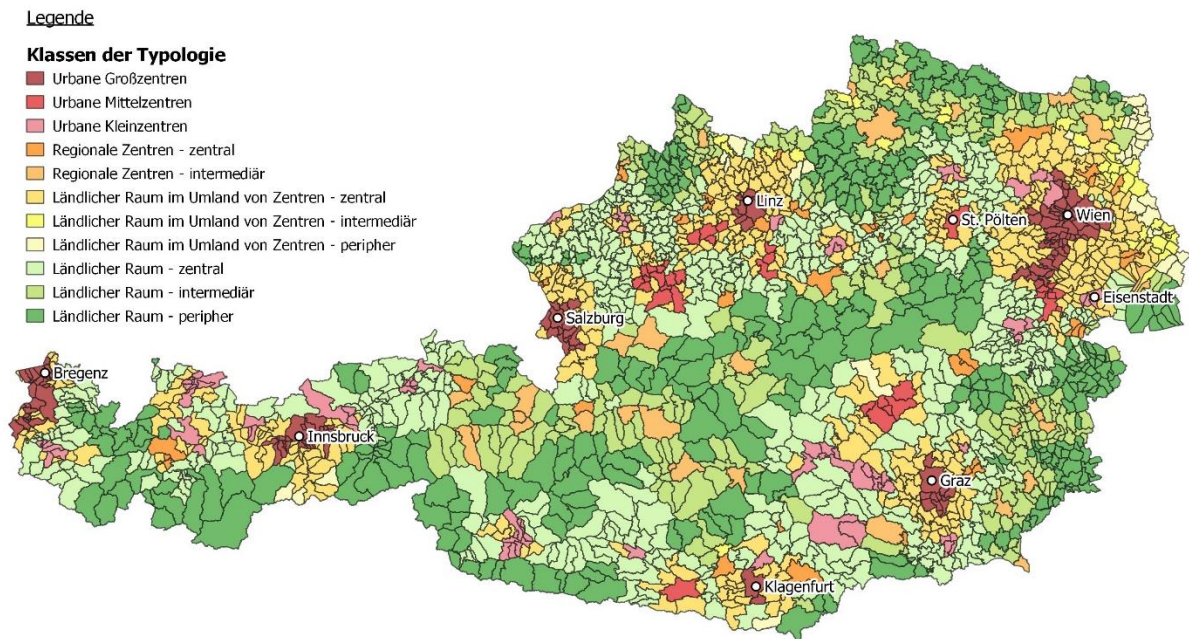 Legende
Klassen der Typologie
Urbane Großzentren
Urbane Mittelzentren
Urbane Kleinzentren
Regionale Zentren - zentral
Regionale Zentren - intermediär
Ländlicher Raum im Umland von Zentren - zentral
Ländlicher Raum im Umland von Zentren - intermediär
Ländlicher Raum im Umland von Zentren - peripher
Ländlicher Raum - zentral
Ländlicher Raum - intermediär
Ländlicher Raum - peripher
Linz
St. Pölten
Wien
Eisenstadt
Salzburg
Bregenz
Innsbruck
Graz
Klagenfurt